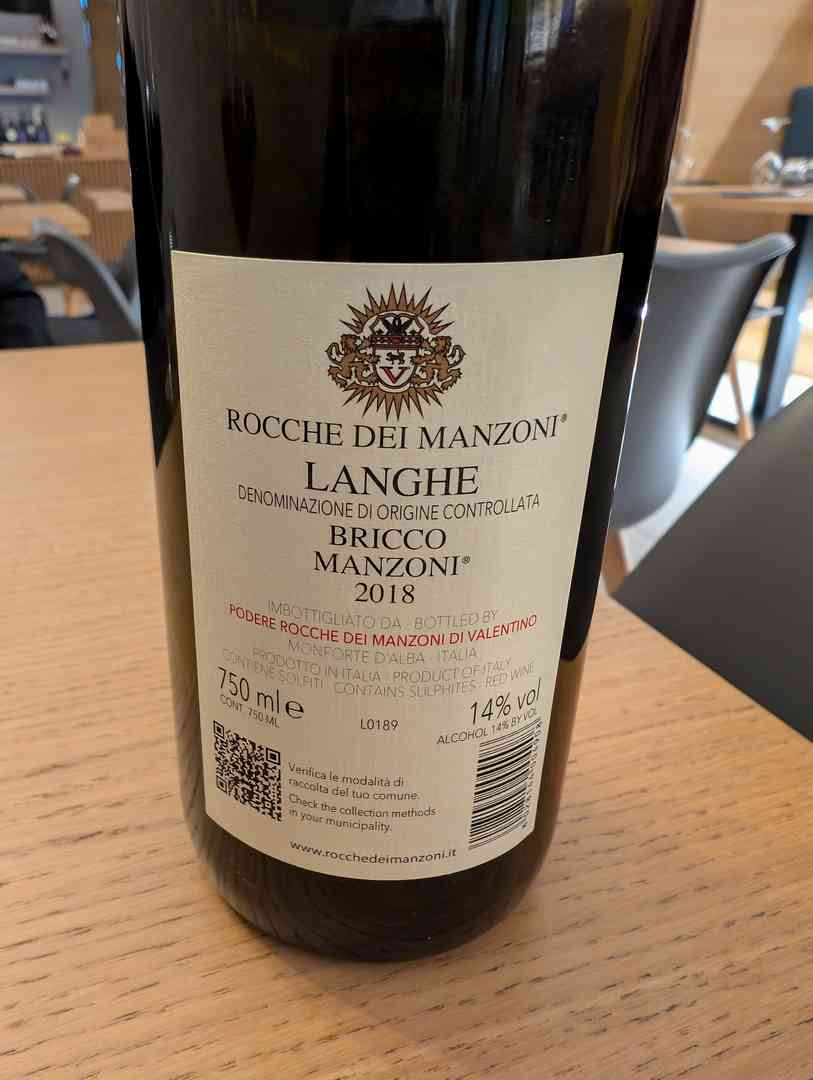 V
ROCCHE DEI MANZONI®
LANGHE
DENOMINAZIONE DI ORIGINE CONTROLLATA
BRICCO
MANZONI®
2018
IMBOTTIGLIATO DA - BOTTLED BY
PODERE ROCCHE DEI MANZONI DI VALENTINO
MONFORTE D'ALBA - ITALIA
PRODOTTO IN ITALIA - PRODUCT OF ITALY
CONTIENE SOLFITI - CONTAINS SULPHITES - RED WINE
750 ml e
CONT. 750 ML
L0189
14% vol
ALCOHOL 14% BY VOL
Verifica le modalità di
raccolta del tuo comune.
Check the collection methods
in your municipality.
www.rocchedeimanzoni.it